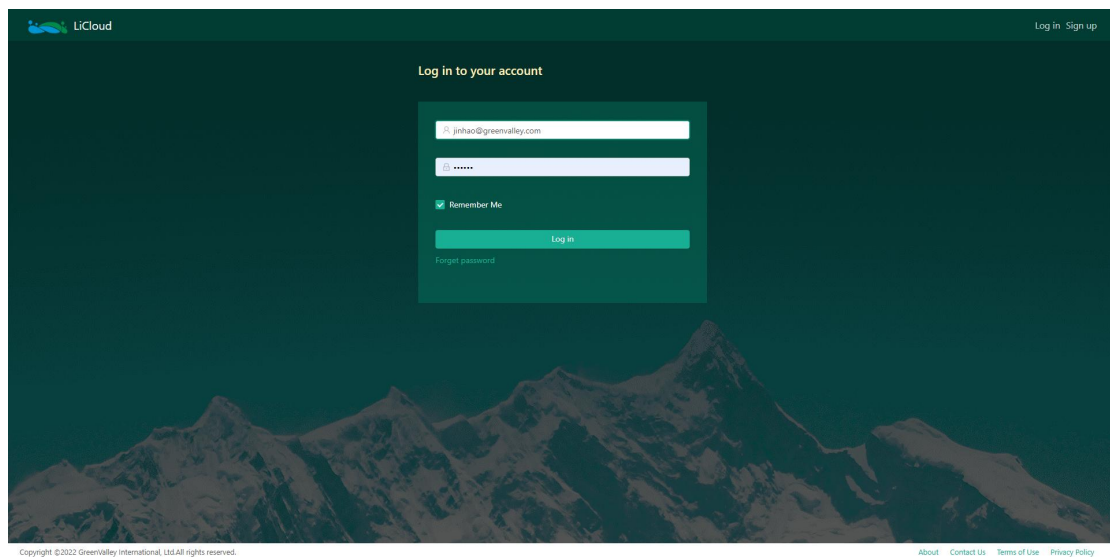 LiCloud
Log in Sign up
Log in to your account
jinhao@greenvalley.com
••••••
Remember Me
Log in
Forget password
Copyright ©2022 GreenValley International, Ltd.All rights reserved.
About Contact Us Terms of Use Privacy Policy